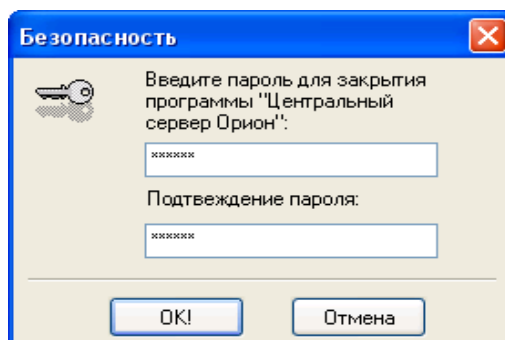 Безопасность
Введите пароль для закрытия
программы "Центральный
сервер Орион":
******
Подтвеждение пароля:
******
OK!
Отмена